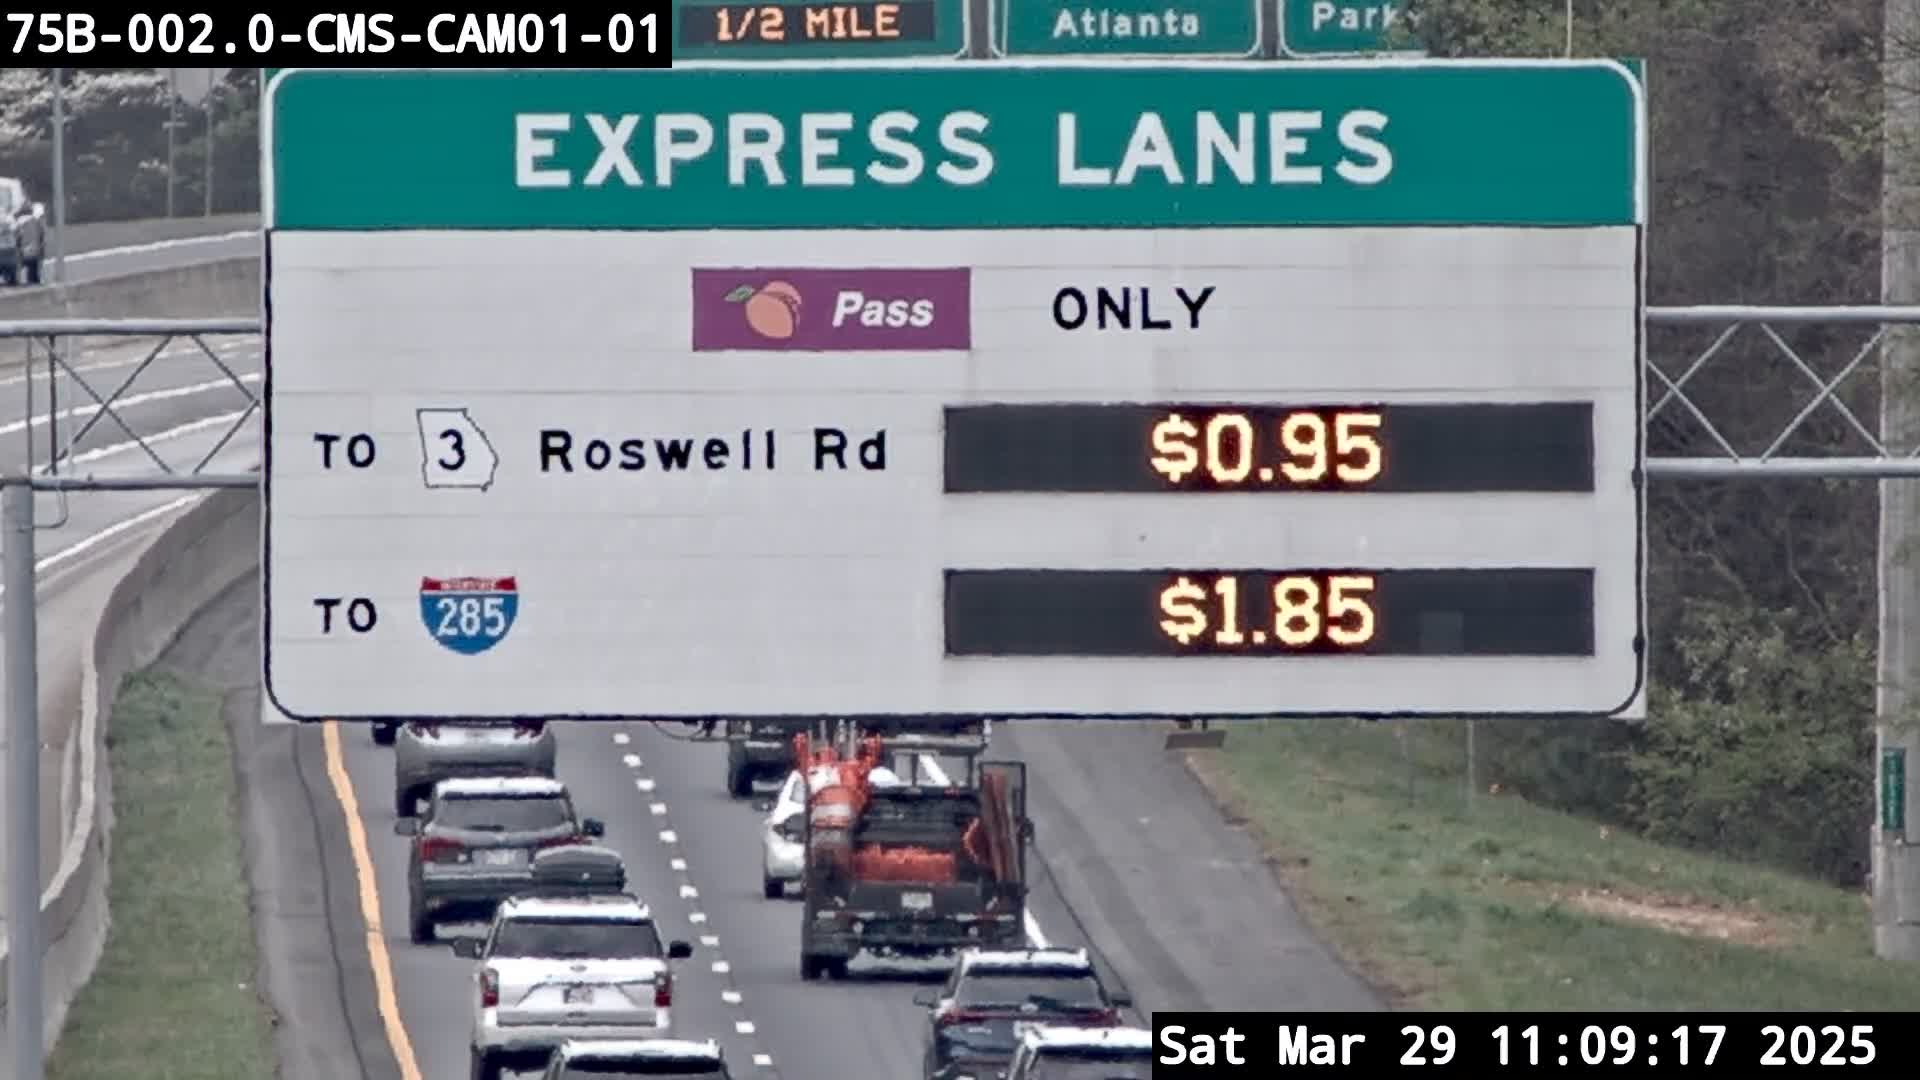 75B-002.0-CMS-CAM01-01
1/2 MILE
Atlanta
EXPRESS LANES
Pass ONLY
TO 3 Roswell Rd $0.95
TO INTERSTATE 285 $1.85
Sat Mar 29 11:09:17 2025